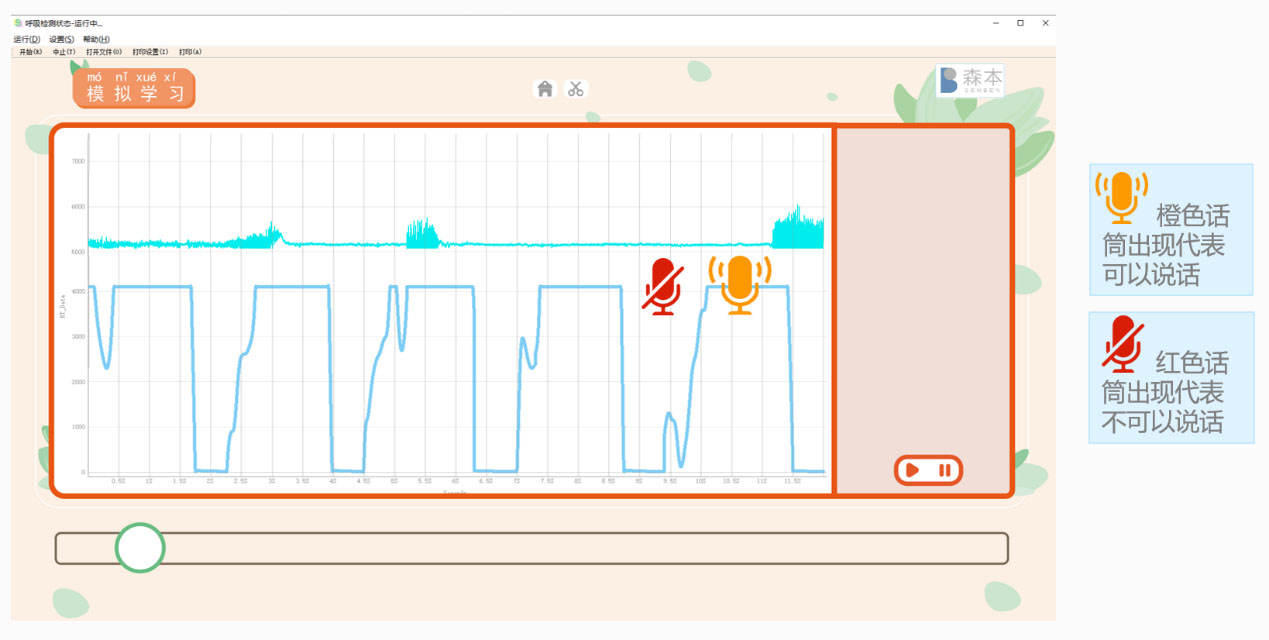 呼吸检测状态-运行中...
运行(D) 设置(S) 帮助(H)
开始(R) 中止(T) 打开文件(O) 打印设置(I) 打印(A)
mó nǐ xué xí
模拟学习
森本
SENBEN
7000
6000
5000
4000
3000
2000
1000
0
0.5S 1S 1.5S 2S 2.5S 3S 3.5S 4S 4.5S 5S 5.5S 6S 6.5S 7S 7.5S 8S 8.5S 9S 9.5S 10S 10.5S 11S 11.5S
橙色话
筒出现代表
可以说话
红色话
筒出现代表
不可以说话